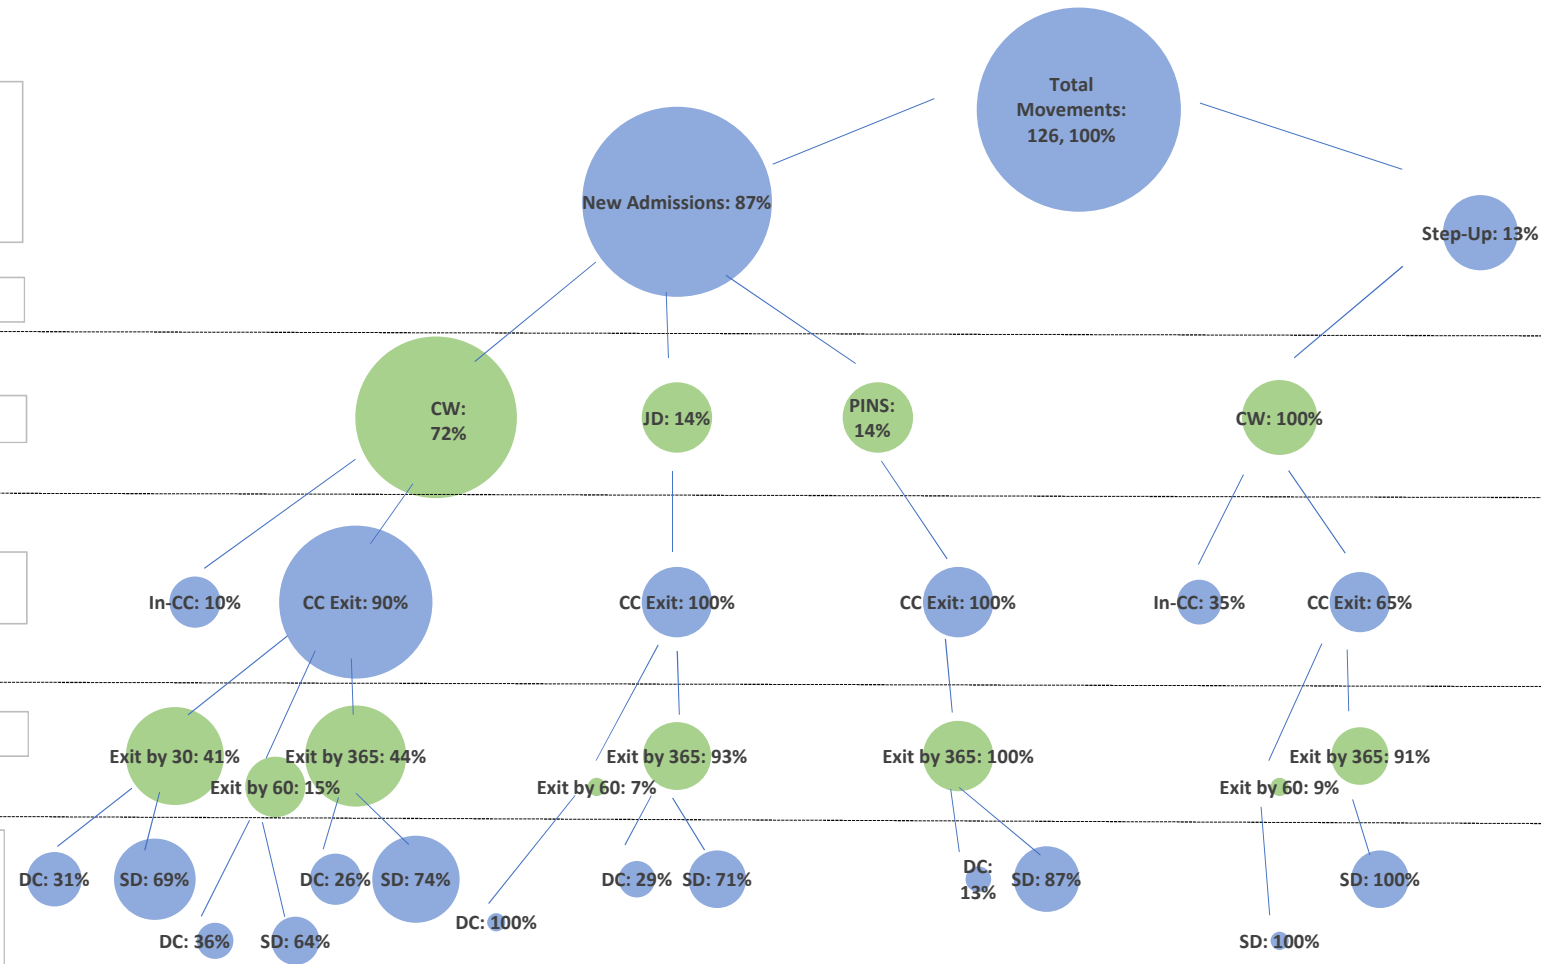 Total
Movements:
126, 100%
New Admissions: 87%
Step-Up: 13%
CW:
72%
JD: 14%
PINS:
14%
CW: 100%
In-CC: 10%
CC Exit: 90%
CC Exit: 100%
CC Exit: 100%
In-CC: 35%
CC Exit: 65%
Exit by 30: 41%
Exit by 365: 44%
Exit by 60: 15%
Exit by 365: 93%
Exit by 60: 7%
Exit by 365: 100%
Exit by 365: 91%
Exit by 60: 9%
DC: 31%
SD: 69%
DC: 26%
SD: 74%
DC: 29%
SD: 71%
DC:
13%
SD: 87%
SD: 100%
DC: 36%
SD: 64%
DC: 100%
SD: 100%